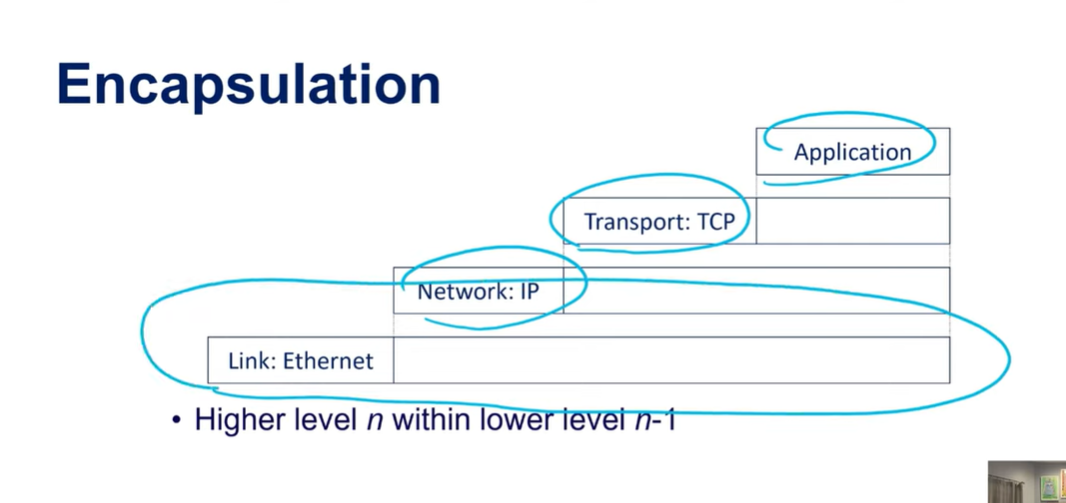 Encapsulation
Application
Transport: TCP
Network: IP
Link: Ethernet
• Higher level n within lower level n-1